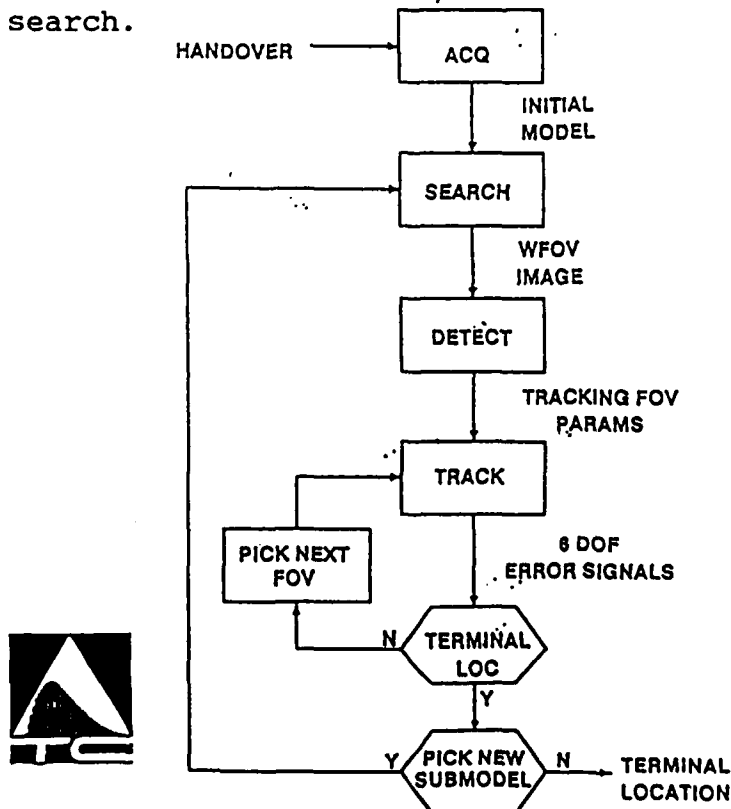 search.
HANDOVER
ACQ
INITIAL
MODEL
SEARCH
WFOV
IMAGE
DETECT
TRACKING FOV
PARAMS
TRACK
PICK NEXT
FOV
6 DOF
ERROR SIGNALS
N
TERMINAL
LOC
Y
Y
PICK NEW
SUBMODEL
N
TERMINAL
LOCATION
TC